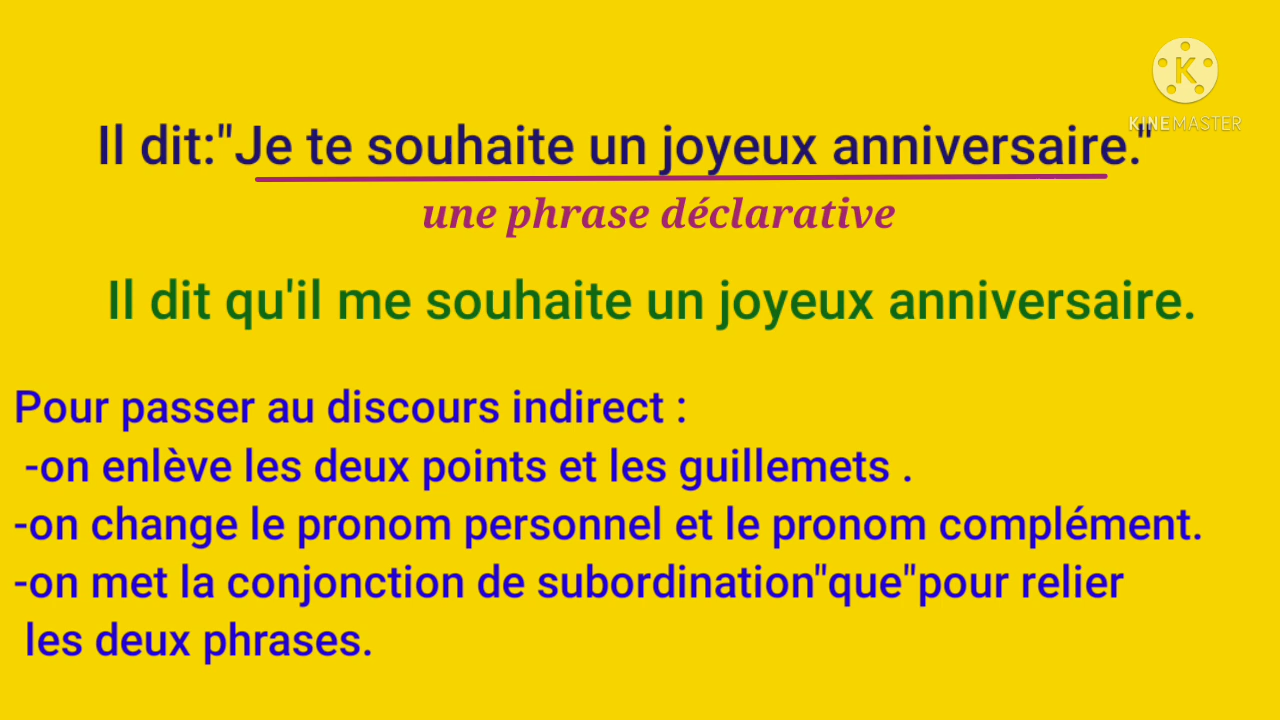 KINEMASTER
Il dit:"Je te souhaite un joyeux anniversaire."
une phrase déclarative
Il dit qu'il me souhaite un joyeux anniversaire.
Pour passer au discours indirect :
-on enlève les deux points et les guillemets .
-on change le pronom personnel et le pronom complément.
-on met la conjonction de subordination"que"pour relier
les deux phrases.